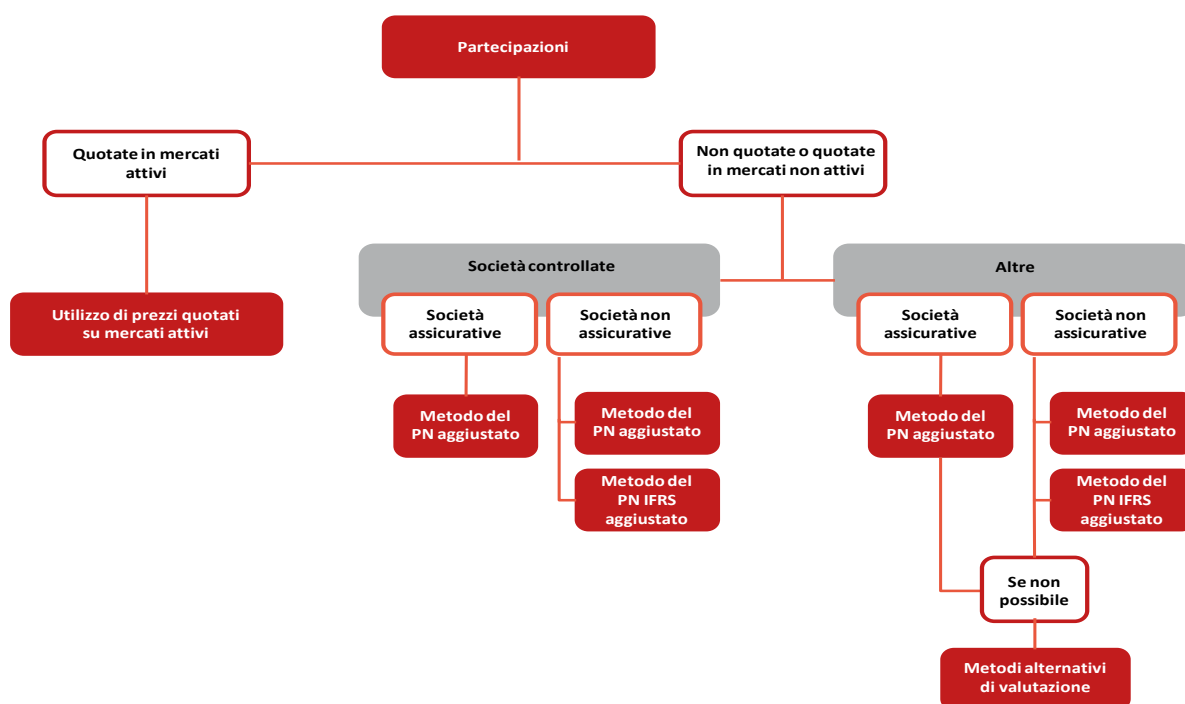 Partecipazioni
Quotate in mercati
attivi
Non quotate o quotate
in mercati non attivi
Utilizzo di prezzi quotati
su mercati attivi
Società controllate
Altre
Società
assicurative
Società non
assicurative
Società
assicurative
Società non
assicurative
Metodo del
PN aggiustato
Metodo del
PN aggiustato
Metodo del
PN IFRS
aggiustato
Metodo del
PN aggiustato
Metodo del
PN aggiustato
Metodo del
PN IFRS
aggiustato
Se non
possibile
Metodi alternativi
di valutazione